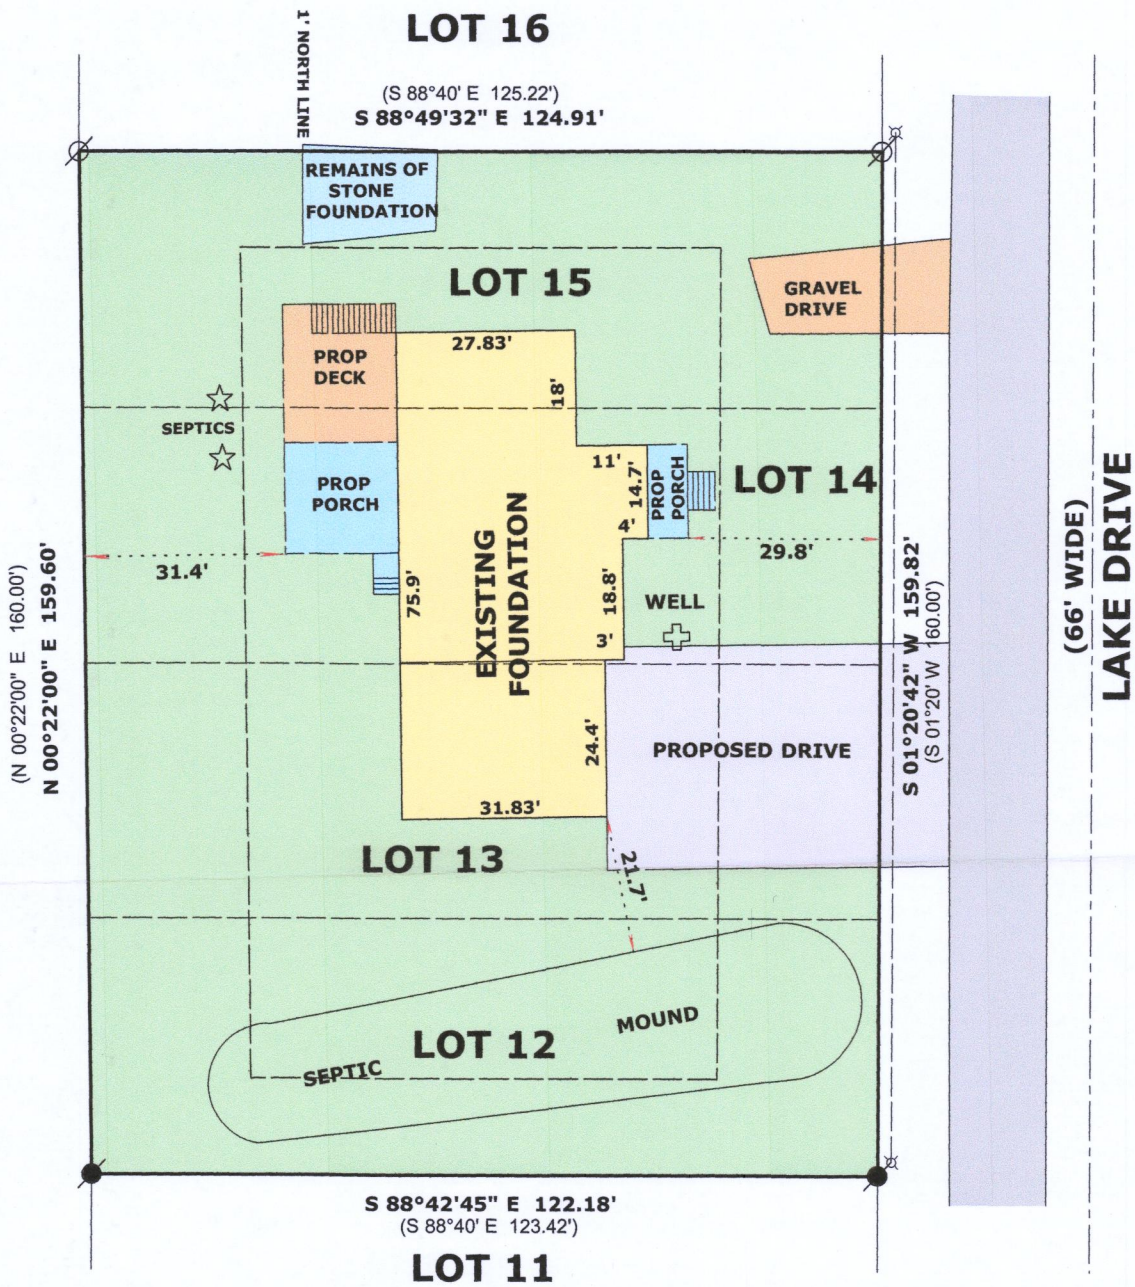 LOT 16
1' NORTH LINE
(S 88°40' E 125.22')
S 88°49'32" E 124.91'
REMAINS OF
STONE
FOUNDATION
LOT 15
GRAVEL
DRIVE
27.83'
PROP
DECK
18'
SEPTICS
11'
14.7'
PROP
PORCH
LOT 14
PROP
PORCH
4'
29.8'
31.4'
75.9'
EXISTING
FOUNDATION
18.8'
WELL
3'
(N 00°22'00" E 160.00')
N 00°22'00" E 159.60'
S 01°20'42" W 159.82'
(S 01°20' W 160.00')
(66' WIDE)
LAKE DRIVE
24.4'
PROPOSED DRIVE
31.83'
LOT 13
21.7'
MOUND
LOT 12
SEPTIC
S 88°42'45" E 122.18'
(S 88°40' E 123.42')
LOT 11